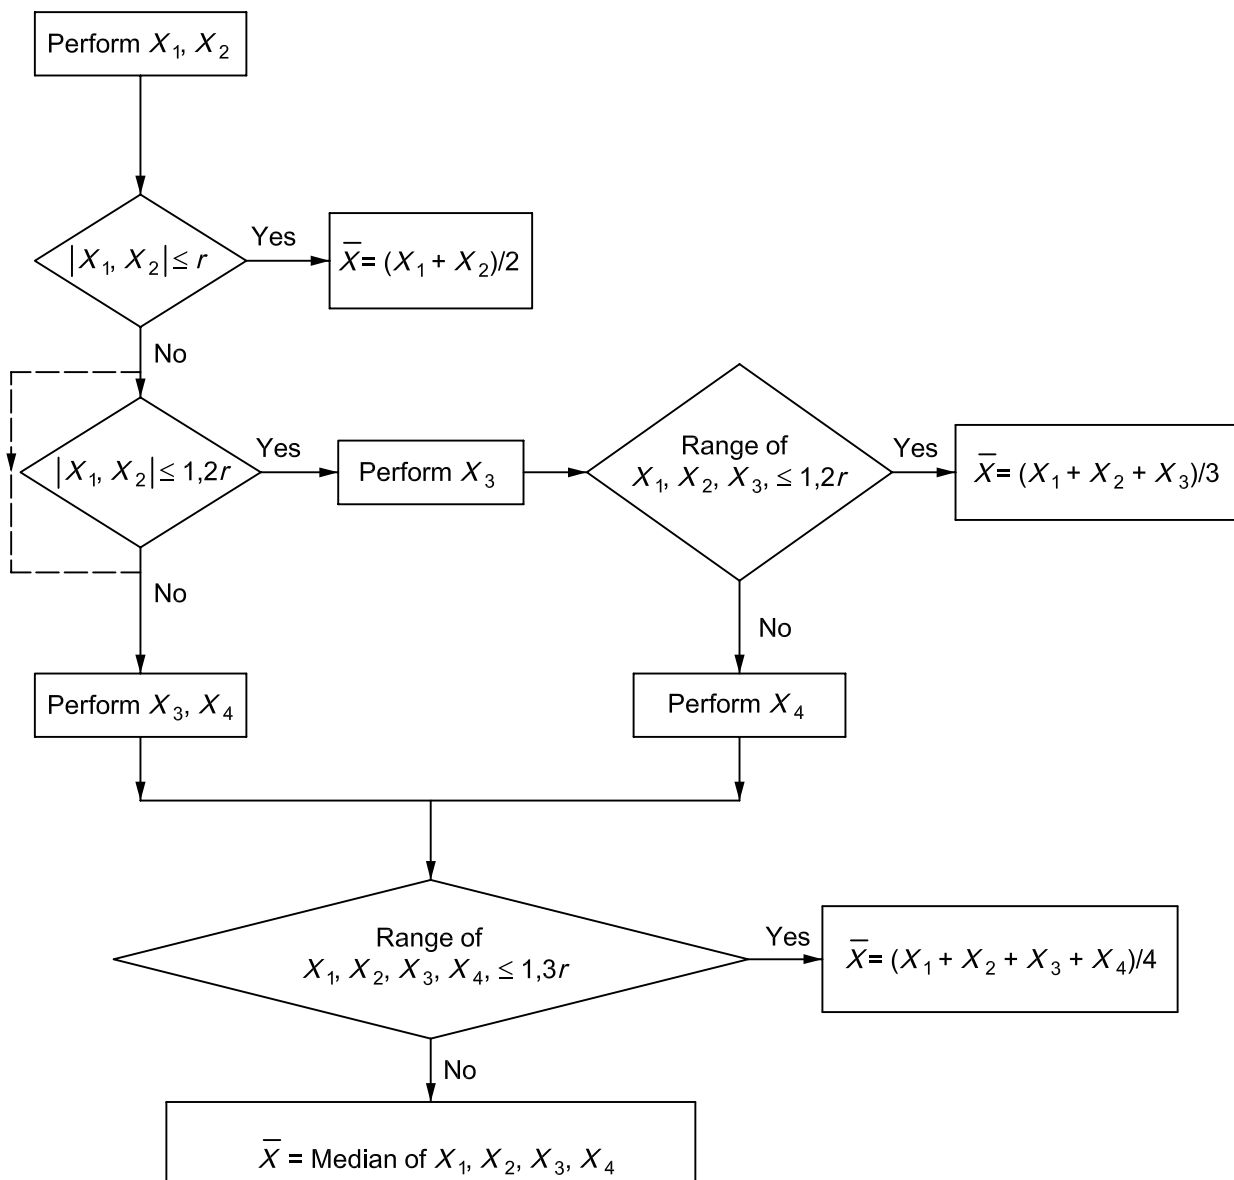 Perform X1, X2
|X1, X2| ≤ r
Yes
X̅ = (X1 + X2)/2
No
|X1, X2| ≤ 1,2r
Yes
Perform X3
Range of
X1, X2, X3, ≤ 1,2r
Yes
X̅ = (X1 + X2 + X3)/3
No
No
Perform X3, X4
Perform X4
Range of
X1, X2, X3, X4, ≤ 1,3r
Yes
X̅ = (X1 + X2 + X3 + X4)/4
No
X̅ = Median of X1, X2, X3, X4